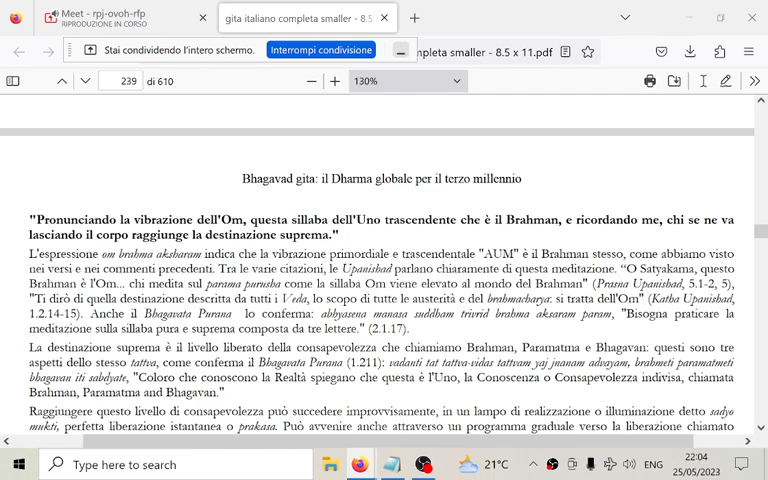 Meet - rpj-ovoh-rfp
RIPRODUZIONE IN CORSO
gita italiano completa smaller - 8.5
Stai condividendo l'intero schermo.
Interrompi condivisione
mpleta smaller - 8.5 x 11.pdf
239 di 610
130%
Bhagavad gita: il Dharma globale per il terzo millennio
"Pronunciando la vibrazione dell'Om, questa sillaba dell'Uno trascendente che è il Brahman, e ricordando me, chi se ne va
lasciando il corpo raggiunge la destinazione suprema."
L'espressione om brahma aksharam indica che la vibrazione primordiale e trascendentale "AUM" è il Brahman stesso, come abbiamo visto
nei versi e nei commenti precedenti. Tra le varie citazioni, le Upanishad parlano chiaramente di questa meditazione. “O Satyakama, questo
Brahman è l'Om... chi medita sul parama purusha come la sillaba Om viene elevato al mondo del Brahman" (Prasna Upanishad, 5.1-2, 5),
"Ti dirò di quella destinazione descritta da tutti i Veda, lo scopo di tutte le austerità e del brahmacharya: si tratta dell'Om" (Katha Upanishad,
1.2.14-15). Anche il Bhagavata Purana lo conferma: abhyasena manasa suddham trivrid brahma aksaram param, "Bisogna praticare la
meditazione sulla sillaba pura e suprema composta da tre lettere." (2.1.17).
La destinazione suprema è il livello liberato della consapevolezza che chiamiamo Brahman, Paramatma e Bhagavan: questi sono tre
aspetti dello stesso tattva, come conferma il Bhagavata Purana (1.211): vadanti tat tattva-vidas tattvam yaj jnanam advayam, brahmeti paramatmeti
bhagavan iti sabdyate, "Coloro che conoscono la Realtà spiegano che questa è l'Uno, la Conoscenza o Consapevolezza indivisa, chiamata
Brahman, Paramatma and Bhagavan."
Raggiungere questo livello di consapevolezza può succedere improvvisamente, in un lampo di realizzazione o illuminazione detto sadyo
mukti, perfetta liberazione istantanea o prakasa. Può avvenire anche attraverso un programma graduale verso la liberazione chiamato
Type here to search
21°C
ENG
22:04
25/05/2023